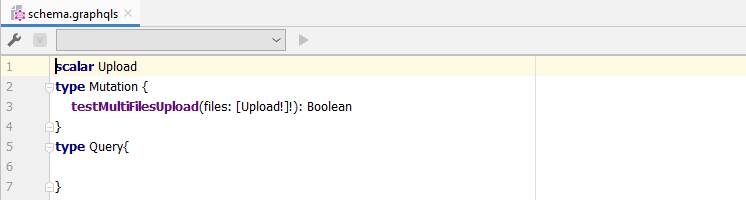 schema.graphqls
1 scalar Upload
2 type Mutation {
3 testMultiFilesUpload(files: [Upload!]!): Boolean
4 }
5 type Query{
6
7 }